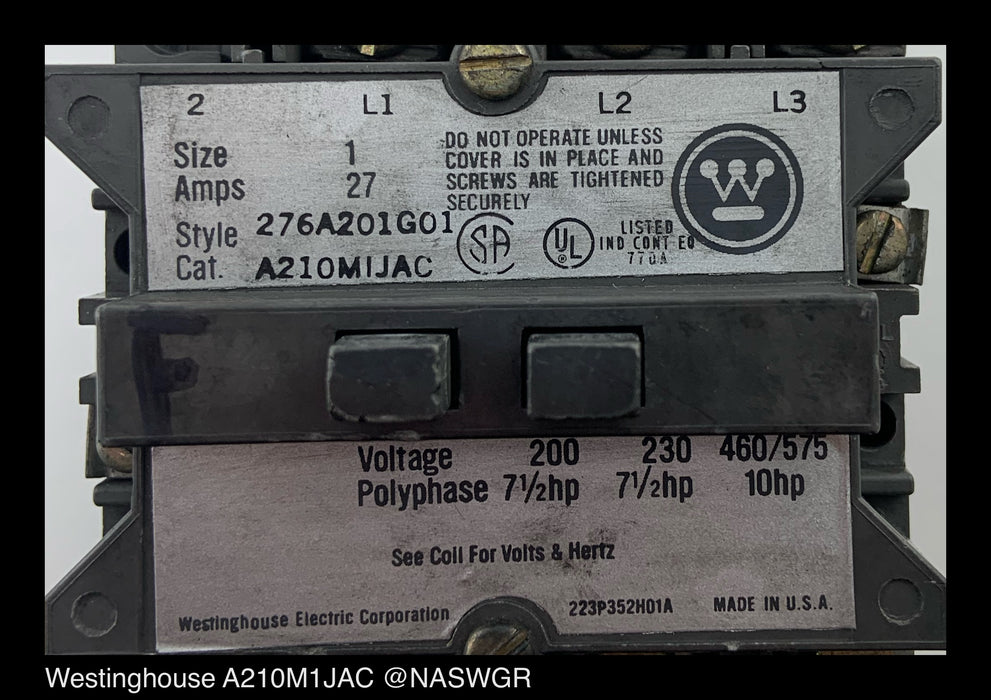 2 L1 L2 L3
Size 1
Amps 27
Style 276A201G01
Cat. A210M1JAC
DO NOT OPERATE UNLESS
COVER IS IN PLACE AND
SCREWS ARE TIGHTENED
SECURELY
SA
UL
®
LISTED
IND CONT EQ
770A
W
F
Voltage 200 230 460/575
Polyphase 7½hp 7½hp 10hp
See Coil For Volts & Hertz
Westinghouse Electric Corporation 223P352H01A MADE IN U.S.A.
Westinghouse A210M1JAC @NASWGR